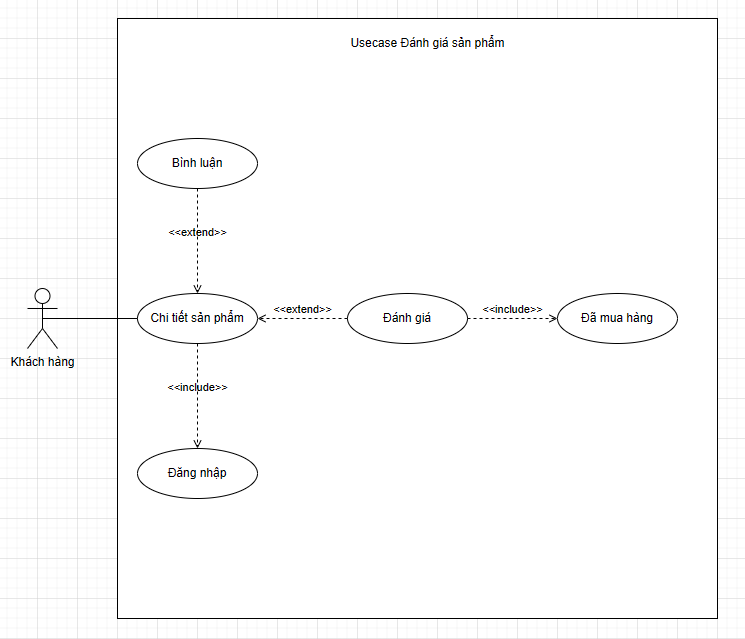 Usecase Đánh giá sản phẩm
Bình luận
<<extend>>
Chi tiết sản phẩm
<<extend>>
Đánh giá
<<include>>
Đã mua hàng
Khách hàng
<<include>>
Đăng nhập